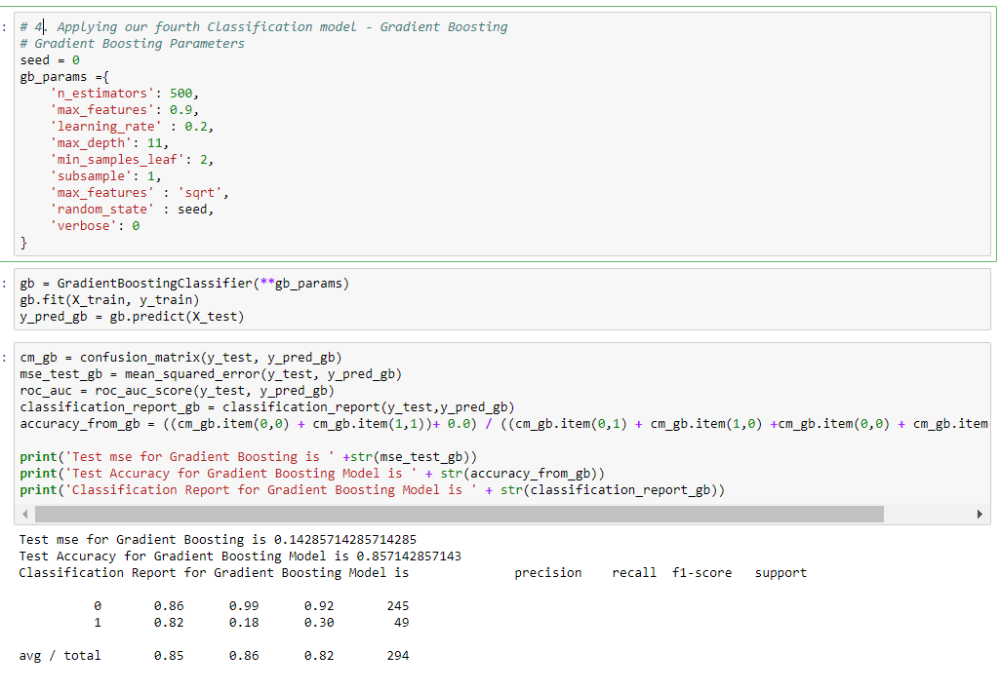 # 4. Applying our fourth Classification model - Gradient Boosting
# Gradient Boosting Parameters
seed = 0
gb_params ={
    'n_estimators': 500,
    'max_features': 0.9,
    'learning_rate' : 0.2,
    'max_depth': 11,
    'min_samples_leaf': 2,
    'subsample': 1,
    'max_features' : 'sqrt',
    'random_state' : seed,
    'verbose': 0
}
gb = GradientBoostingClassifier(**gb_params)
gb.fit(X_train, y_train)
y_pred_gb = gb.predict(X_test)
cm_gb = confusion_matrix(y_test, y_pred_gb)
mse_test_gb = mean_squared_error(y_test, y_pred_gb)
roc_auc = roc_auc_score(y_test, y_pred_gb)
classification_report_gb = classification_report(y_test,y_pred_gb)
accuracy_from_gb = ((cm_gb.item(0,0) + cm_gb.item(1,1))+ 0.0) / ((cm_gb.item(0,1) + cm_gb.item(1,0) +cm_gb.item(0,0) + cm_gb.item
print('Test mse for Gradient Boosting is ' +str(mse_test_gb))
print('Test Accuracy for Gradient Boosting Model is ' + str(accuracy_from_gb))
print('Classification Report for Gradient Boosting Model is ' + str(classification_report_gb))
Test mse for Gradient Boosting is 0.14285714285714285
Test Accuracy for Gradient Boosting Model is 0.857142857143
Classification Report for Gradient Boosting Model is              precision    recall  f1-score   support
          0       0.86      0.99      0.92       245
          1       0.82      0.18      0.30        49
avg / total       0.85      0.86      0.82       294